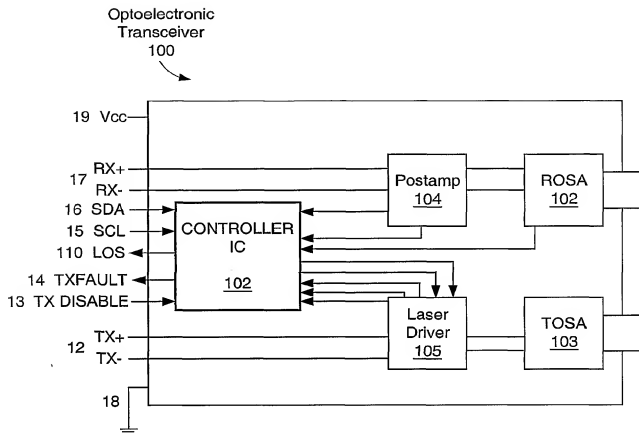 Optoelectronic
Transceiver
100
19 Vcc
17 RX+
RX-
16 SDA
15 SCL
110 LOS
14 TXFAULT
13 TX DISABLE
12 TX+
TX-
18
CONTROLLER
IC
102
Postamp
104
ROSA
102
Laser
Driver
105
TOSA
103